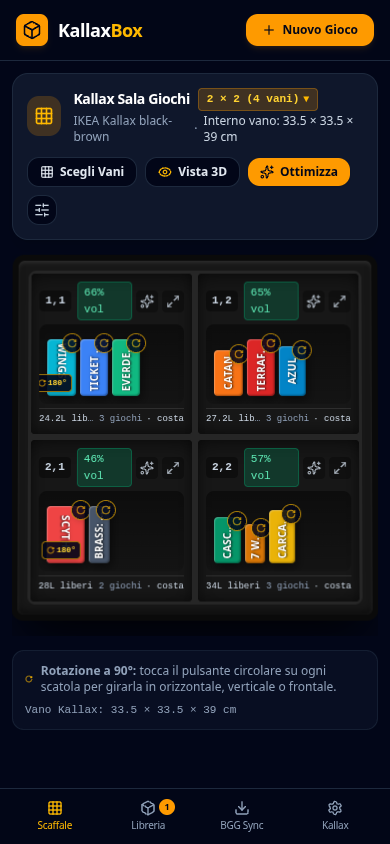 KallaxBox
Nuovo Gioco
Kallax Sala Giochi
2 × 2 (4 vani) ▼
IKEA Kallax black-brown
· Interno vano: 33.5 × 33.5 × 39 cm
Scegli Vani
Vista 3D
Ottimizza
1,1
66% vol
WING
180°
TICKET
EVERDE
24.2L lib… 3 giochi · costa
1,2
65% vol
CATAN
TERRAF
AZUL
27.2L lib… 3 giochi · costa
2,1
46% vol
SCYT
180°
BRASS:
28L liberi 2 giochi · costa
2,2
57% vol
CASC
7 W.
CARCA
34L liberi 3 giochi · costa
Rotazione a 90°: tocca il pulsante circolare su ogni
scatola per girarla in orizzontale, verticale o frontale.
Vano Kallax: 33.5 × 33.5 × 39 cm
Scaffale
Libreria
1
BGG Sync
Kallax